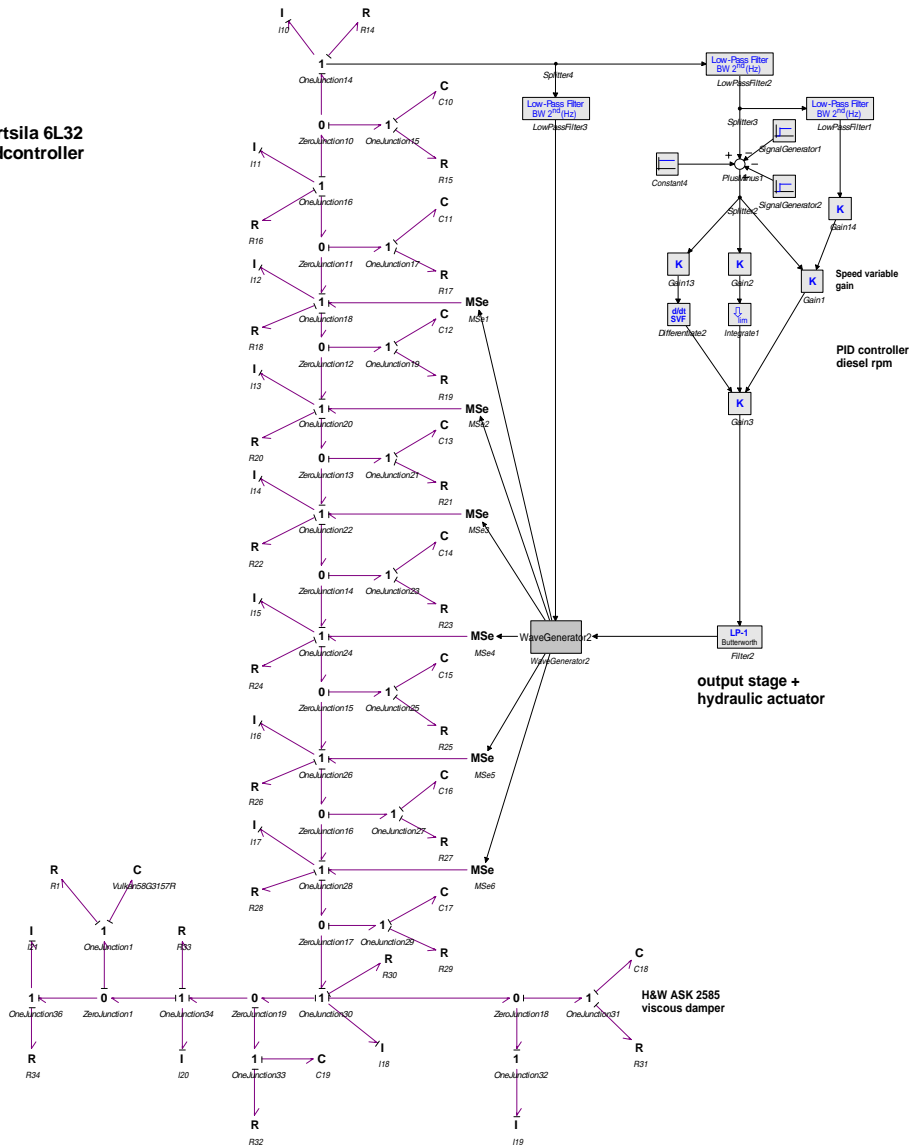 I
R
I10
R14
1
OneJunction14
Splitter4
Low-Pass Filter
BW 2nd (Hz)
LowPassFilter2
C
C10
Low-Pass Filter
BW 2nd (Hz)
LowPassFilter3
Low-Pass Filter
BW 2nd (Hz)
LowPassFilter1
Splitter3
rtsila 6L32
dcontroller
0
ZeroJunction10
1
OneJunction15
SignalGenerator1
I
I11
R
R15
Constant4
PlusMinus1
1
OneJunction16
SignalGenerator2
C
C11
K
Gain14
Splitter2
R
R16
0
ZeroJunction11
1
OneJunction17
I
I12
R
R17
K
Gain13
K
Gain2
K
Gain1
Speed variable
gain
1
OneJunction18
MSe
MSe1
d/dt
SVF
Differentiate2
lim
Integrate1
R
R18
C
C12
0
ZeroJunction12
1
OneJunction19
PID controller
diesel rpm
I
I13
R
R19
K
Gain3
1
OneJunction20
MSe
MSe2
R
R20
C
C13
0
ZeroJunction13
1
OneJunction21
I
I14
R
R21
1
OneJunction22
MSe
MSe3
R
R22
C
C14
0
ZeroJunction14
1
OneJunction23
I
I15
R
R23
1
OneJunction24
MSe
MSe4
WaveGenerator2
WaveGenerator2
LP-1
Butterworth
Filter2
R
R24
C
C15
output stage +
hydraulic actuator
0
ZeroJunction15
1
OneJunction25
I
I16
R
R25
1
OneJunction26
MSe
MSe5
R
R26
C
C16
0
ZeroJunction16
1
OneJunction27
I
I17
R
R27
1
OneJunction28
MSe
MSe6
R
R1
C
Vulkan58G3157R
R
R28
C
C17
I
I21
1
OneJunction1
R
R33
0
ZeroJunction17
1
OneJunction29
R
R30
R
R29
C
C18
1
OneJunction36
0
ZeroJunction1
1
OneJunction34
0
ZeroJunction19
1
OneJunction30
0
ZeroJunction18
1
OneJunction31
H&W ASK 2585
viscous damper
R
R34
I
I20
1
OneJunction33
C
C19
I
I18
1
OneJunction32
R
R31
R
R32
I
I19